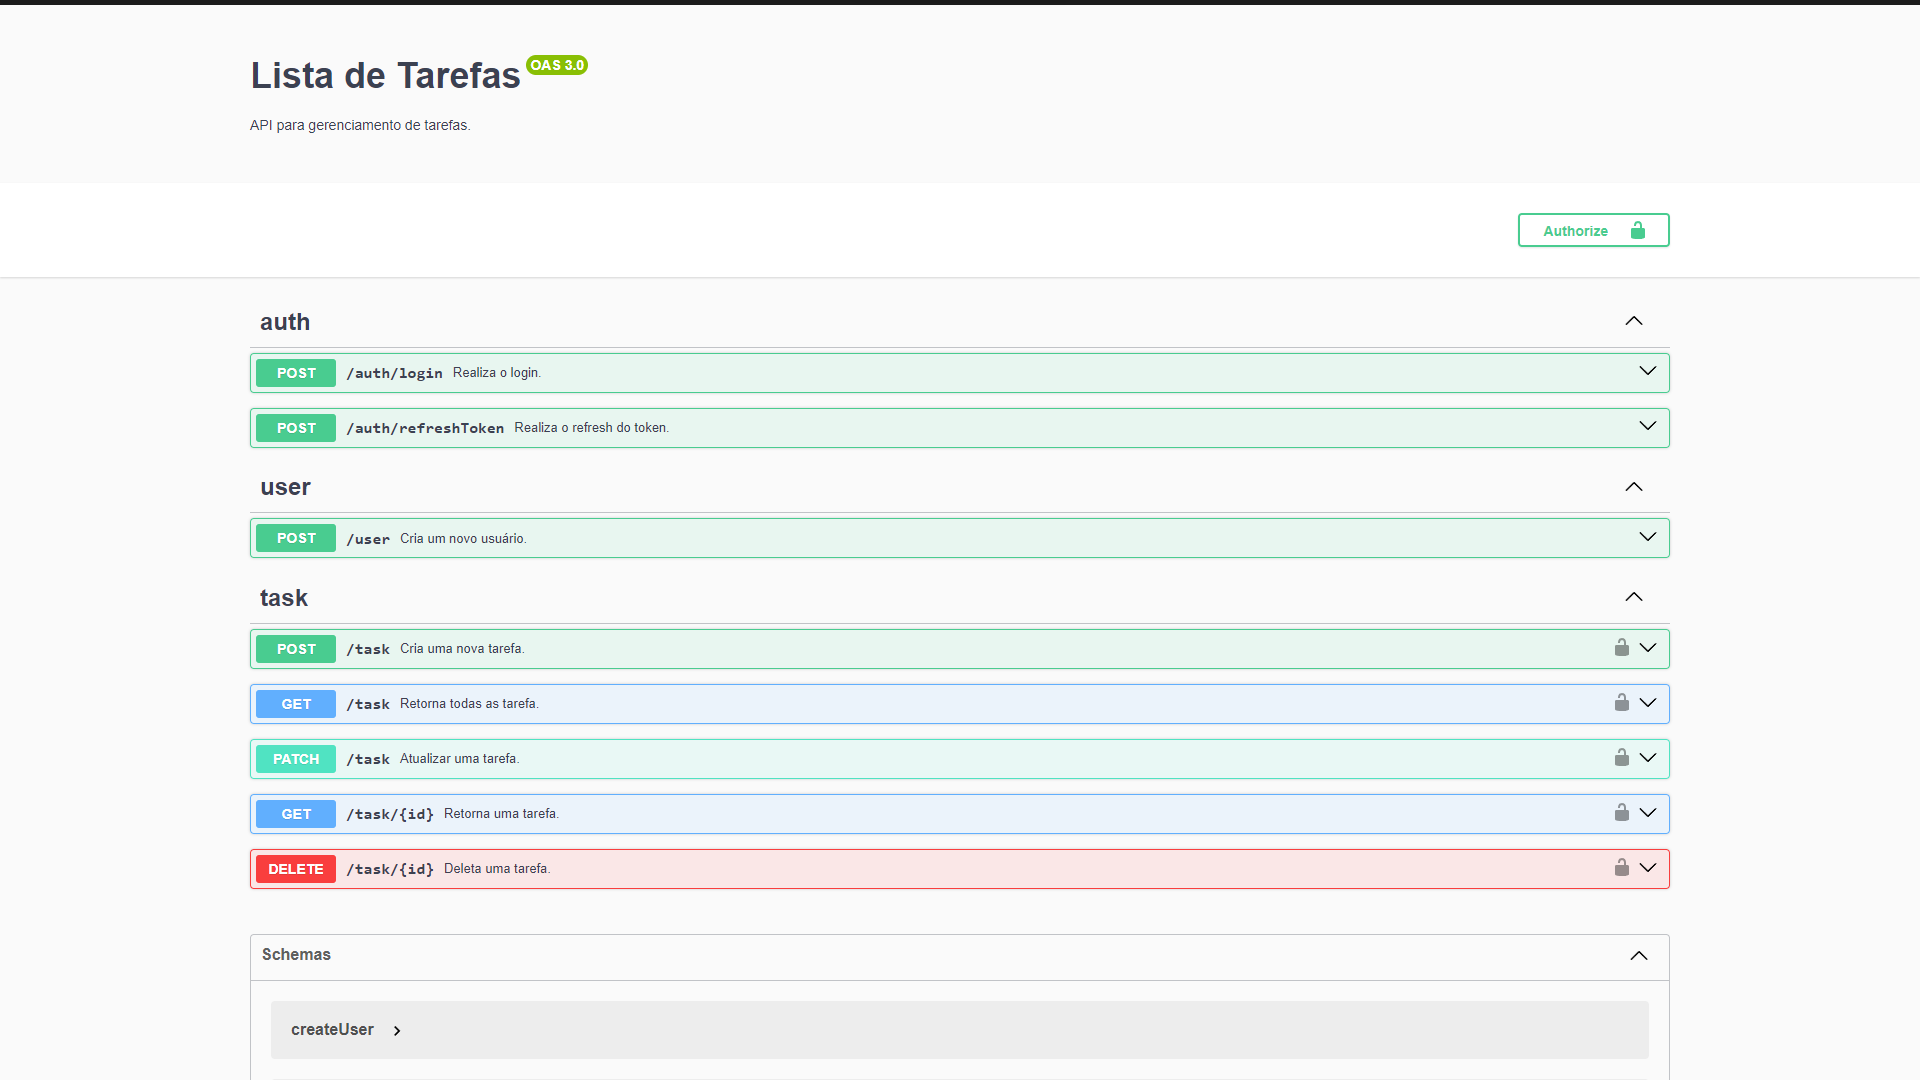 Lista de Tarefas OAS 3.0
API para gerenciamento de tarefas.
Authorize
auth
POST /auth/login Realiza o login.
POST /auth/refreshToken Realiza o refresh do token.
user
POST /user Cria um novo usuário.
task
POST /task Cria uma nova tarefa.
GET /task Retorna todas as tarefa.
PATCH /task Atualizar uma tarefa.
GET /task/{id} Retorna uma tarefa.
DELETE /task/{id} Deleta uma tarefa.
Schemas
createUser